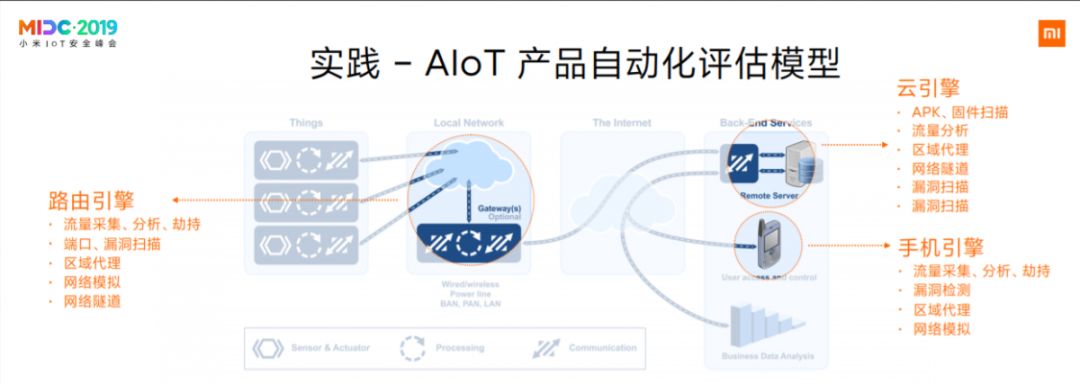 MIDC·2019
小米 IoT 安全峰会
mi
实践 – AIoT 产品自动化评估模型
云引擎
· APK、固件扫描
· 流量分析
· 区域代理
· 网络隧道
· 漏洞扫描
· 漏洞扫描
Things
Local Network
The Internet
Back-End Services
Remote Server
路由引擎
· 流量采集、分析、劫持
· 端口、漏洞扫描
· 区域代理
· 网络模拟
· 网络隧道
Gateway(s)
Optional
Wired/wireless
Power line
BAN, PAN, LAN
User access and control
手机引擎
· 流量采集、分析、劫持
· 漏洞检测
· 区域代理
· 网络模拟
Business Data Analysis
Sensor & Actuator
Processing
Communication